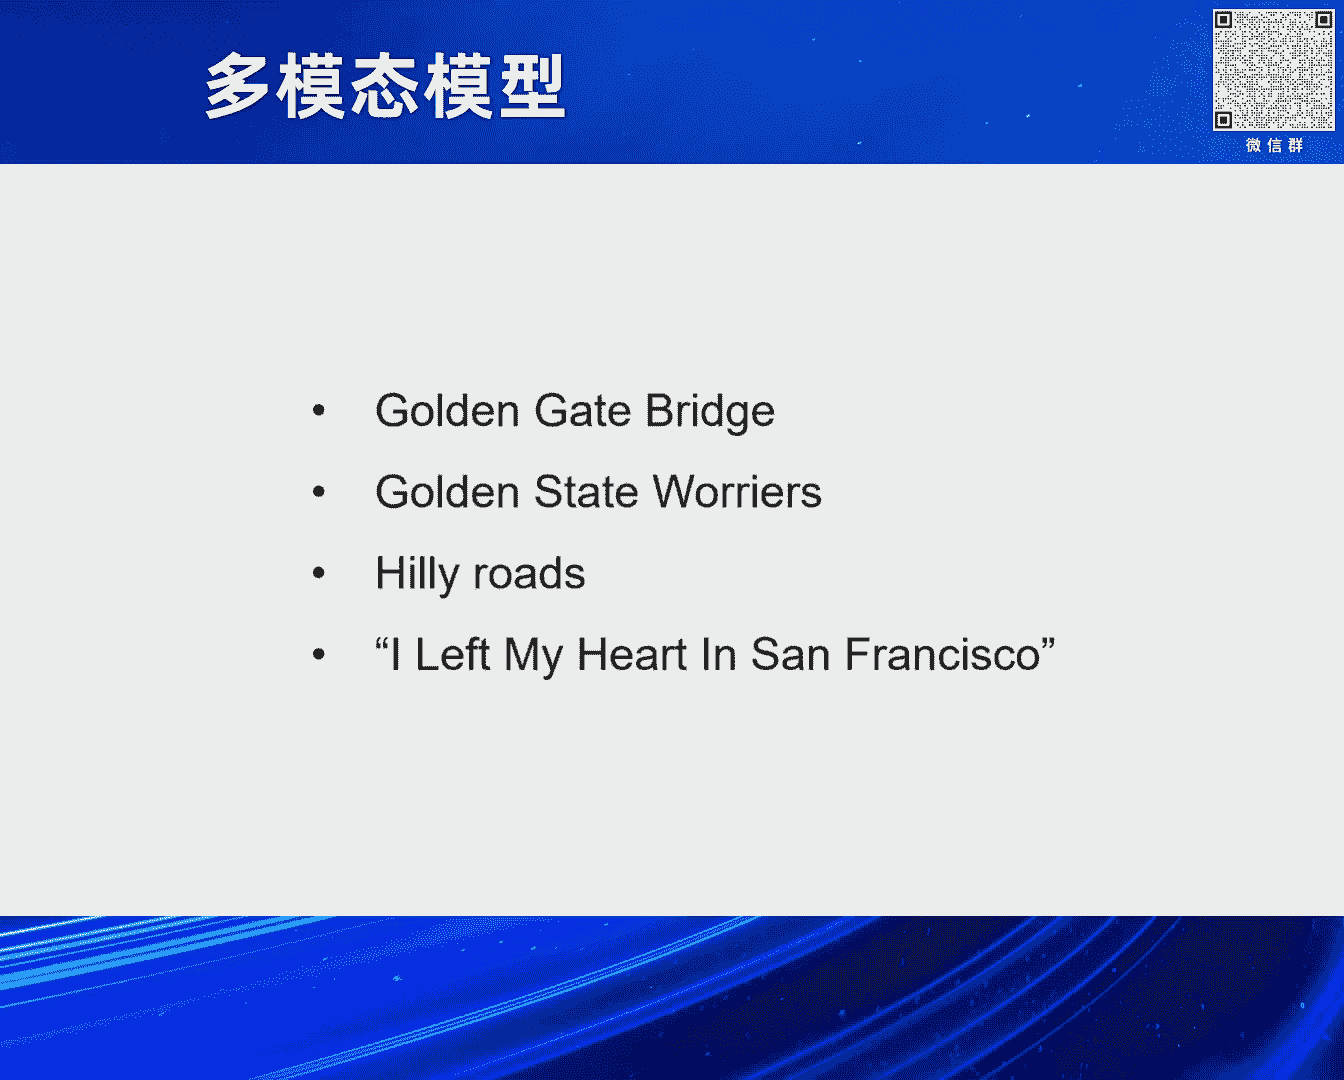 多模态模型
微信群
• Golden Gate Bridge
• Golden State Worriers
• Hilly roads
• “I Left My Heart In San Francisco”